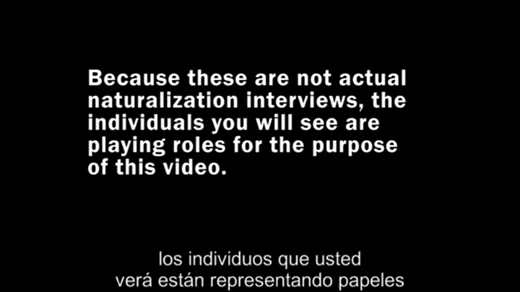 Because these are not actual
naturalization interviews, the
individuals you will see are
playing roles for the purpose
of this video.
los individuos que usted
verá están representando papeles